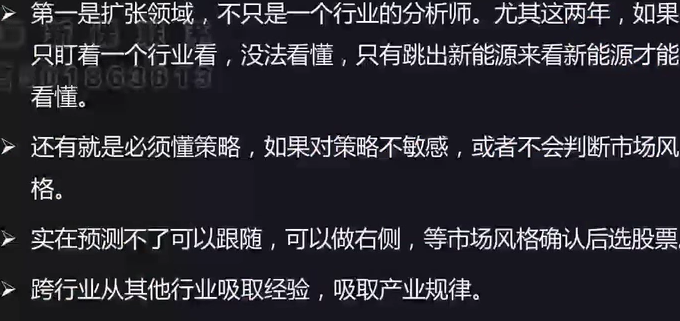 ➢ 第一是扩张领域，不只是一个行业的分析师。尤其这两年，如果
只盯着一个行业看，没法看懂，只有跳出新能源来看新能源才能
看懂。
➢ 还有就是必须懂策略，如果对策略不敏感，或者不会判断市场风
格。
➢ 实在预测不了可以跟随，可以做右侧，等市场风格确认后选股票。
➢ 跨行业从其他行业吸取经验，吸取产业规律。